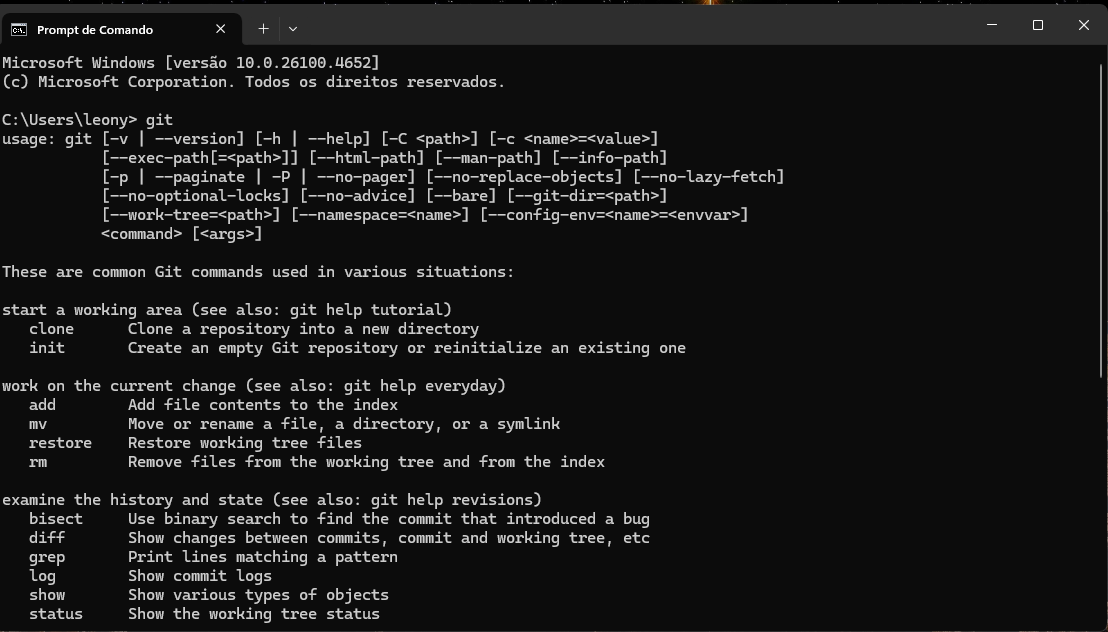 Prompt de Comando
Microsoft Windows [versão 10.0.26100.4652]
(c) Microsoft Corporation. Todos os direitos reservados.
C:\Users\leony> git
usage: git [-v | --version] [-h | --help] [-C <path>] [-c <name>=<value>]
           [--exec-path[=<path>]] [--html-path] [--man-path] [--info-path]
           [-p | --paginate | -P | --no-pager] [--no-replace-objects] [--no-lazy-fetch]
           [--no-optional-locks] [--no-advice] [--bare] [--git-dir=<path>]
           [--work-tree=<path>] [--namespace=<name>] [--config-env=<name>=<envvar>]
           <command> [<args>]
These are common Git commands used in various situations:
start a working area (see also: git help tutorial)
   clone      Clone a repository into a new directory
   init       Create an empty Git repository or reinitialize an existing one
work on the current change (see also: git help everyday)
   add        Add file contents to the index
   mv         Move or rename a file, a directory, or a symlink
   restore    Restore working tree files
   rm         Remove files from the working tree and from the index
examine the history and state (see also: git help revisions)
   bisect     Use binary search to find the commit that introduced a bug
   diff       Show changes between commits, commit and working tree, etc
   grep       Print lines matching a pattern
   log        Show commit logs
   show       Show various types of objects
   status     Show the working tree status